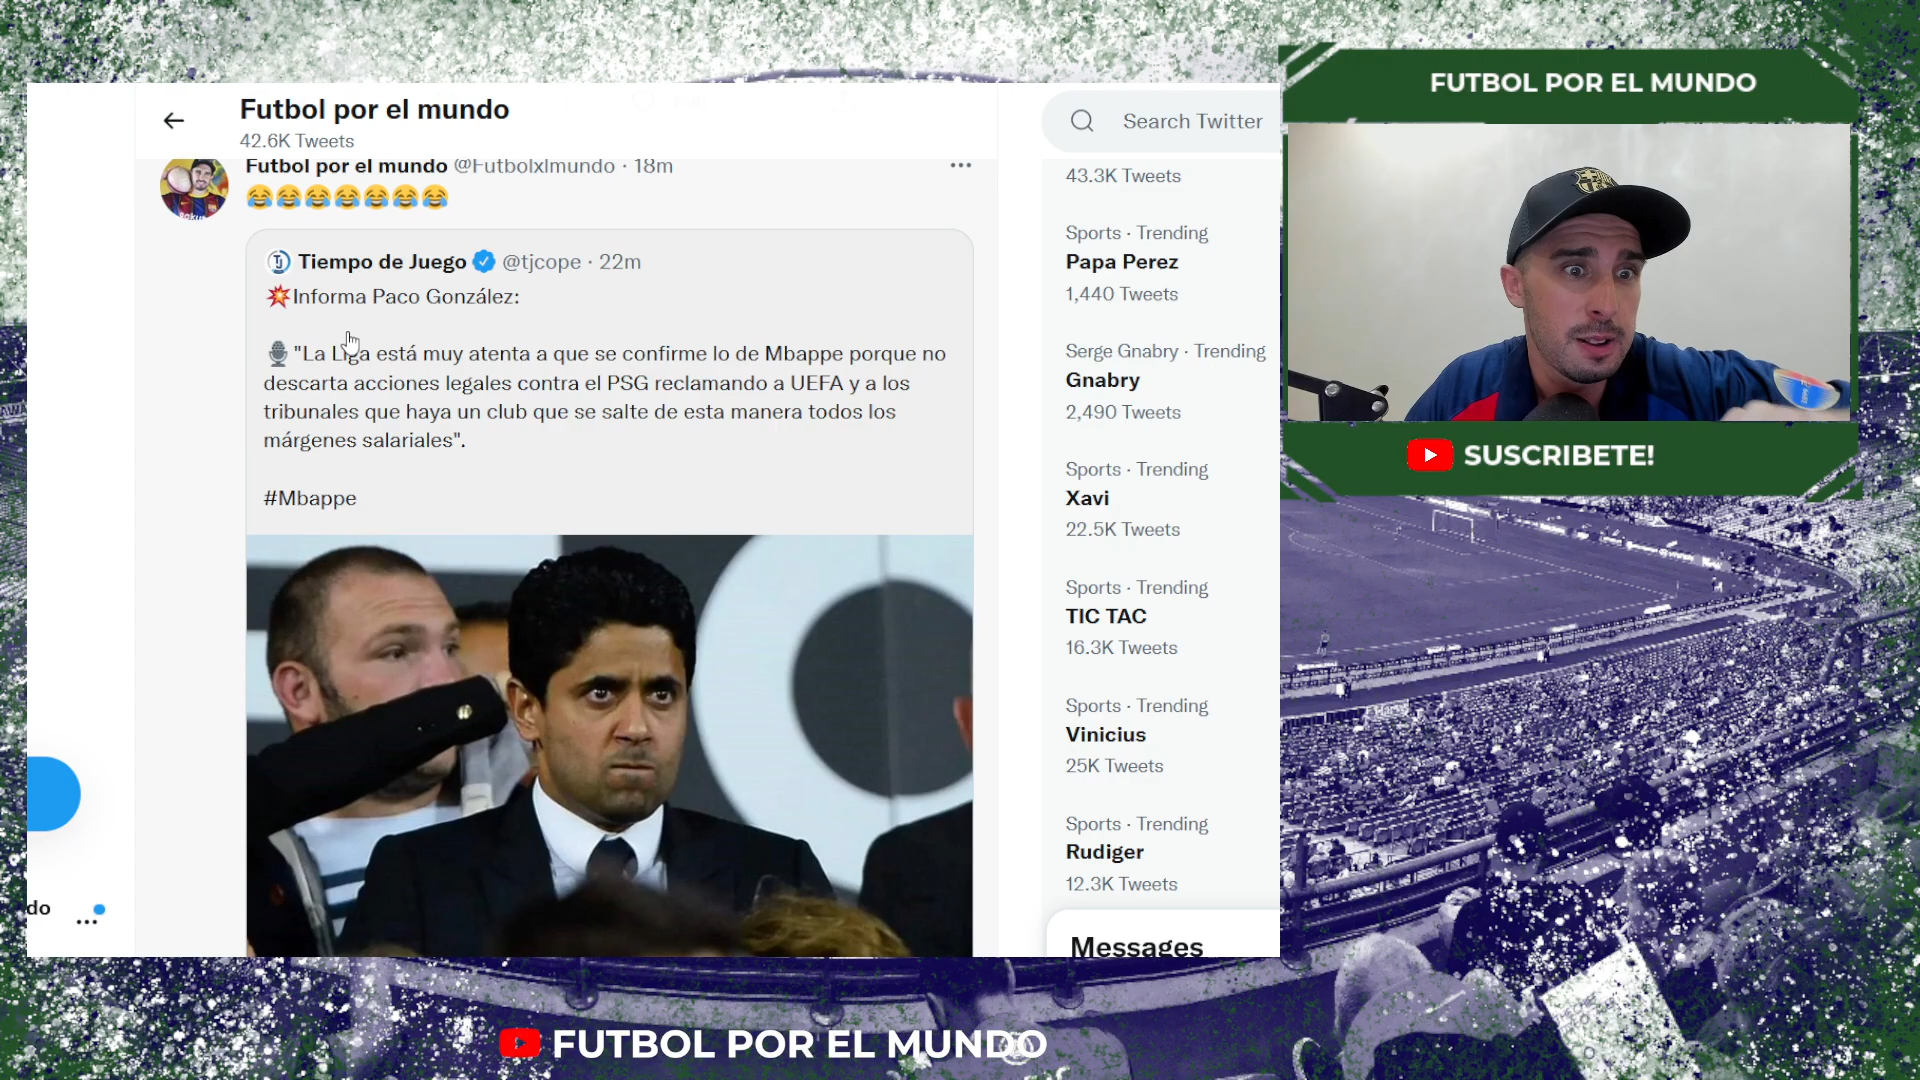 Futbol por el mundo
42.6K Tweets
Futbol por el mundo @Futbolxlmundo · 18m
😂😂😂😂😂😂😂
Tiempo de Juego @tjcope · 22m
💥Informa Paco González:
🎙"La Liga está muy atenta a que se confirme lo de Mbappe porque no
descarta acciones legales contra el PSG reclamando a UEFA y a los
tribunales que haya un club que se salte de esta manera todos los
márgenes salariales".
#Mbappe
do
Search Twitter
43.3K Tweets
Sports · Trending
Papa Perez
1,440 Tweets
Serge Gnabry · Trending
Gnabry
2,490 Tweets
Sports · Trending
Xavi
22.5K Tweets
Sports · Trending
TIC TAC
16.3K Tweets
Sports · Trending
Vinicius
25K Tweets
Sports · Trending
Rudiger
12.3K Tweets
Messages
FUTBOL POR EL MUNDO
SUSCRIBETE!
FUTBOL POR EL MUNDO